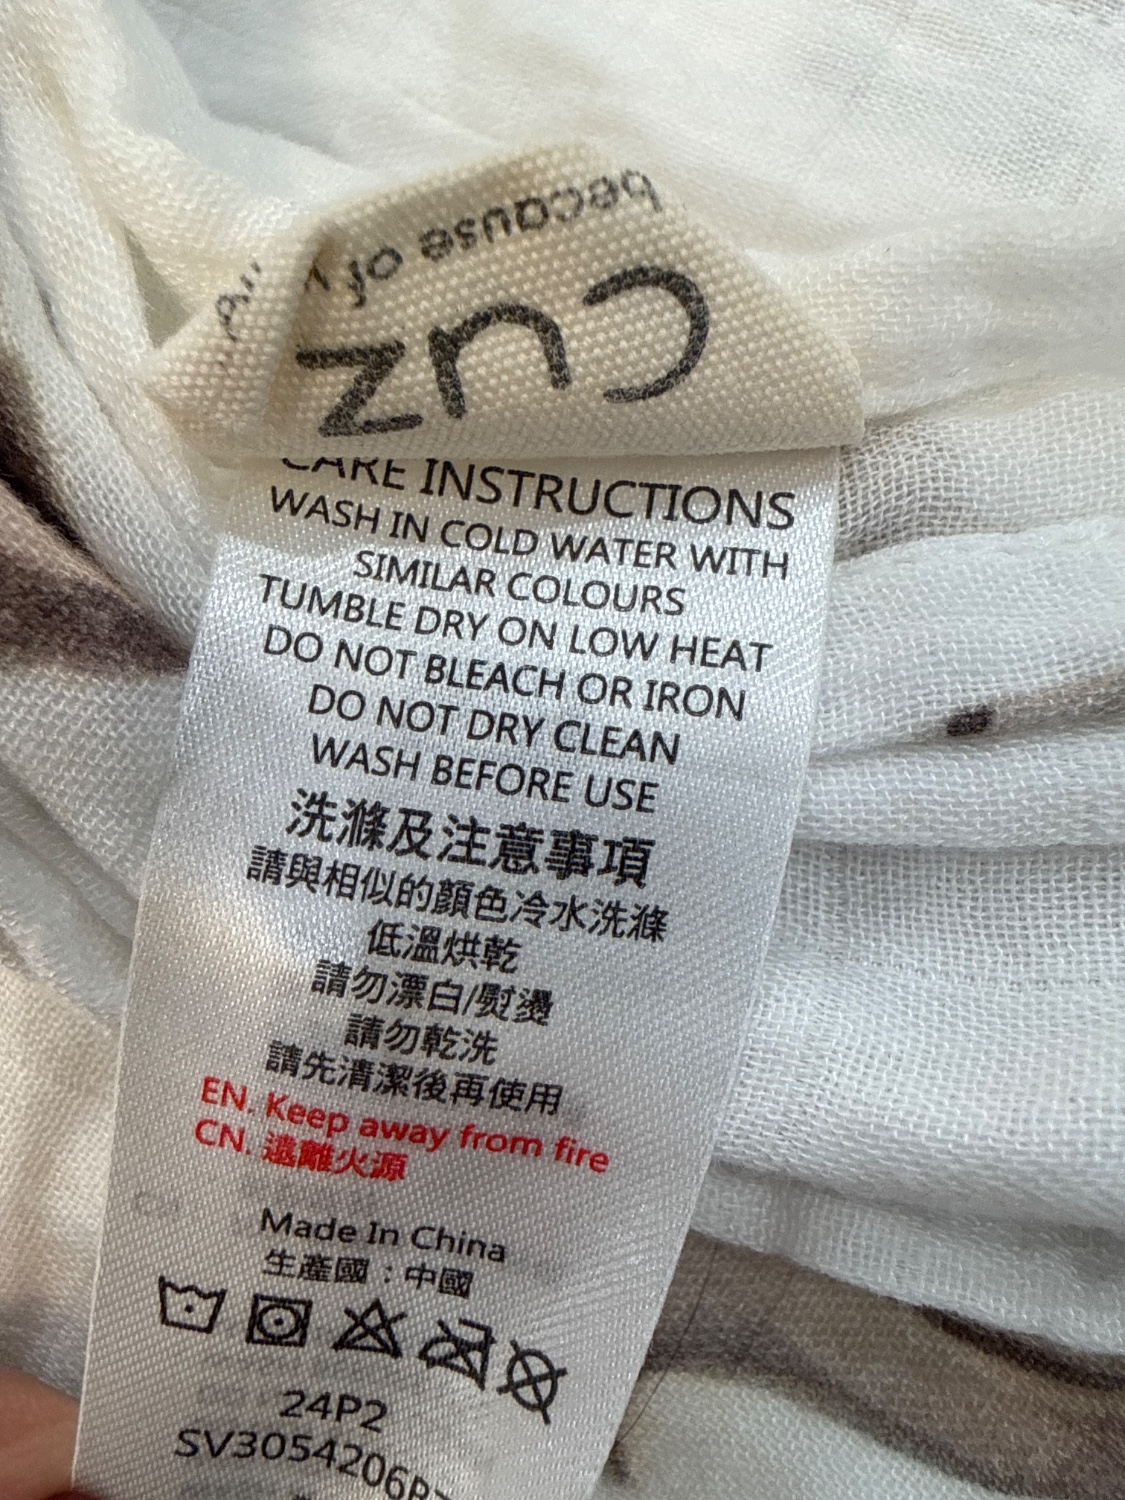 because of
cuz
CARE INSTRUCTIONS
WASH IN COLD WATER WITH
SIMILAR COLOURS
TUMBLE DRY ON LOW HEAT
DO NOT BLEACH OR IRON
DO NOT DRY CLEAN
WASH BEFORE USE
洗滌及注意事項
請與相似的顏色冷水洗滌
低溫烘乾
請勿漂白/熨燙
請勿乾洗
請先清潔後再使用
EN. Keep away from fire
CN. 遠離火源
Made In China
生產國：中國
24P2